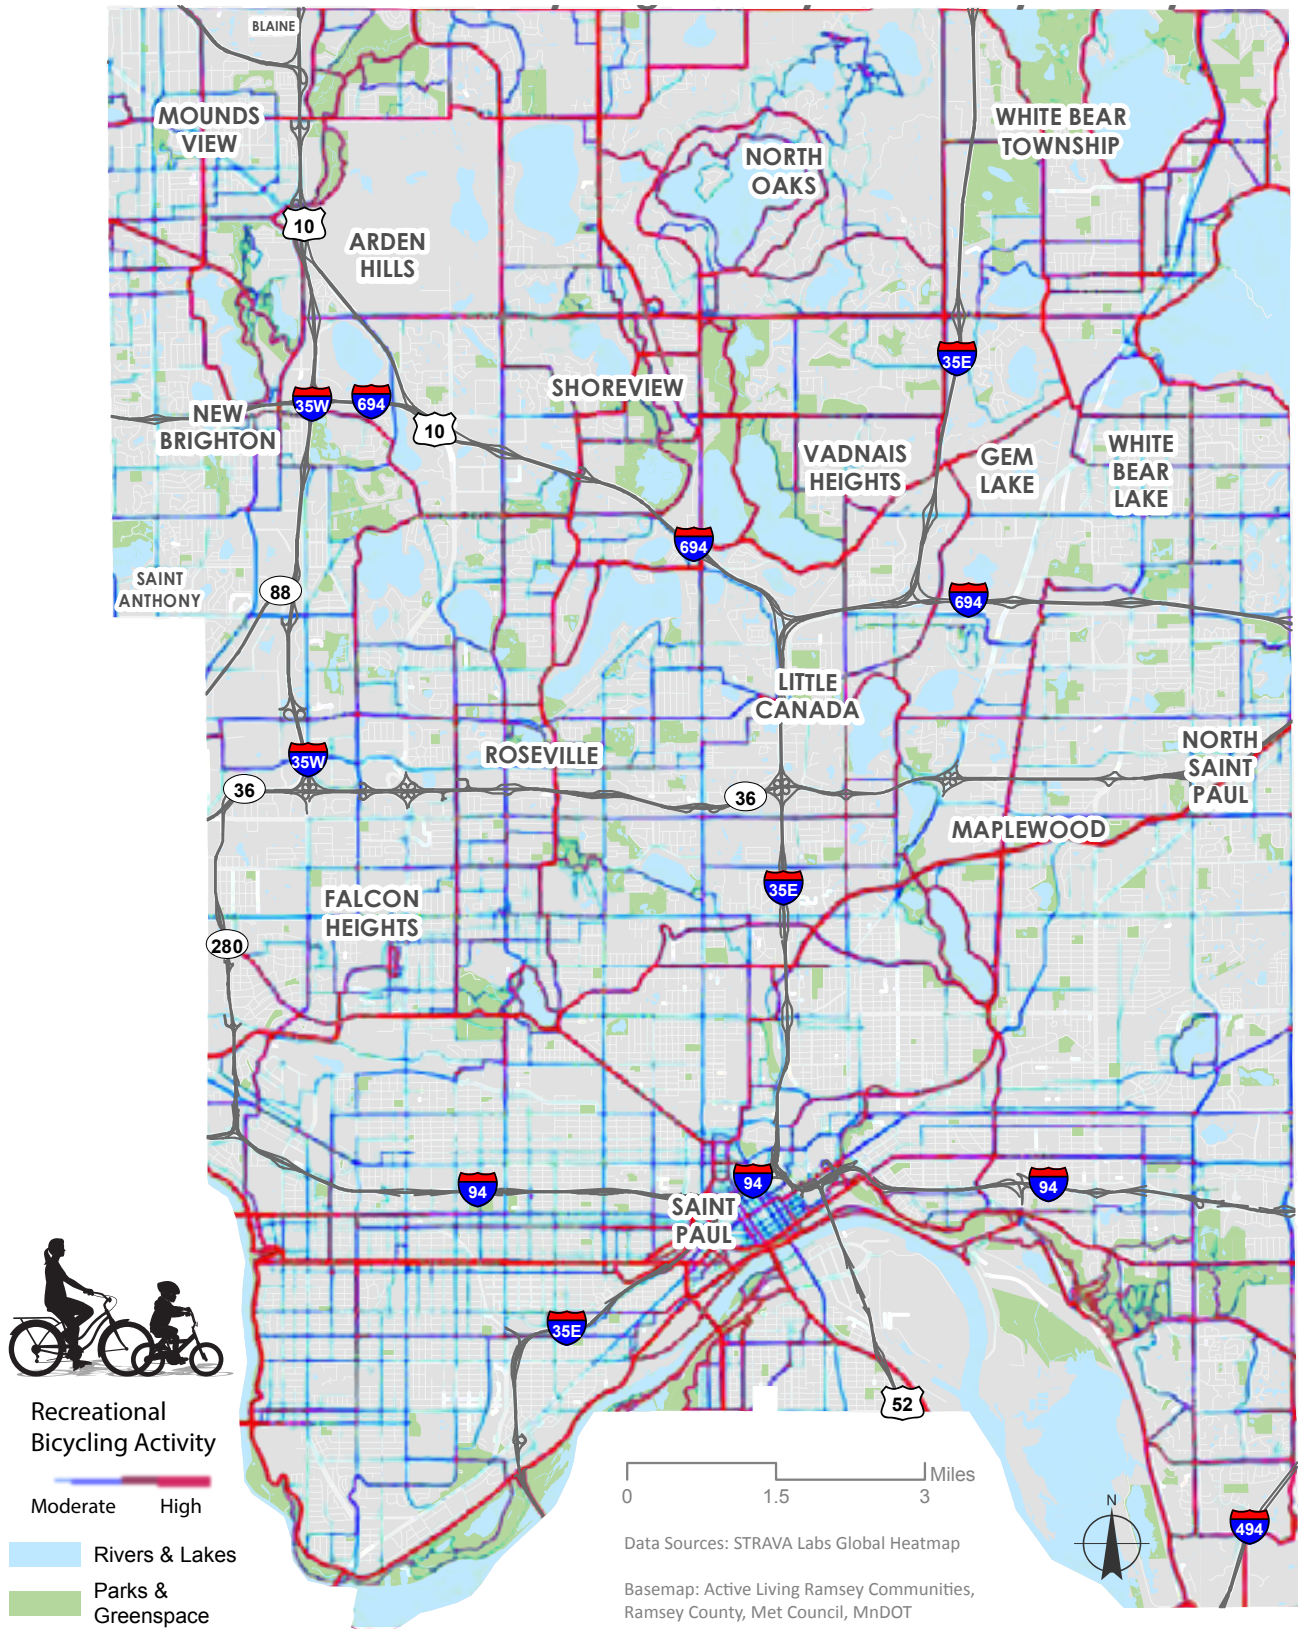 BLAINE
MOUNDS
VIEW
WHITE BEAR
TOWNSHIP
NORTH
OAKS
10
ARDEN
HILLS
35E
SHOREVIEW
35W
694
10
NEW
BRIGHTON
VADNAIS
HEIGHTS
GEM
LAKE
WHITE
BEAR
LAKE
694
SAINT
ANTHONY
88
694
LITTLE
CANADA
ROSEVILLE
35W
NORTH
SAINT
PAUL
36
36
MAPLEWOOD
35E
FALCON
HEIGHTS
280
94
94
94
SAINT
PAUL
35E
52
494
Recreational
Bicycling Activity
Moderate
High
Rivers & Lakes
Parks &
Greenspace
Miles
0
1.5
3
N
Data Sources: STRAVA Labs Global Heatmap
Basemap: Active Living Ramsey Communities,
Ramsey County, Met Council, MnDOT